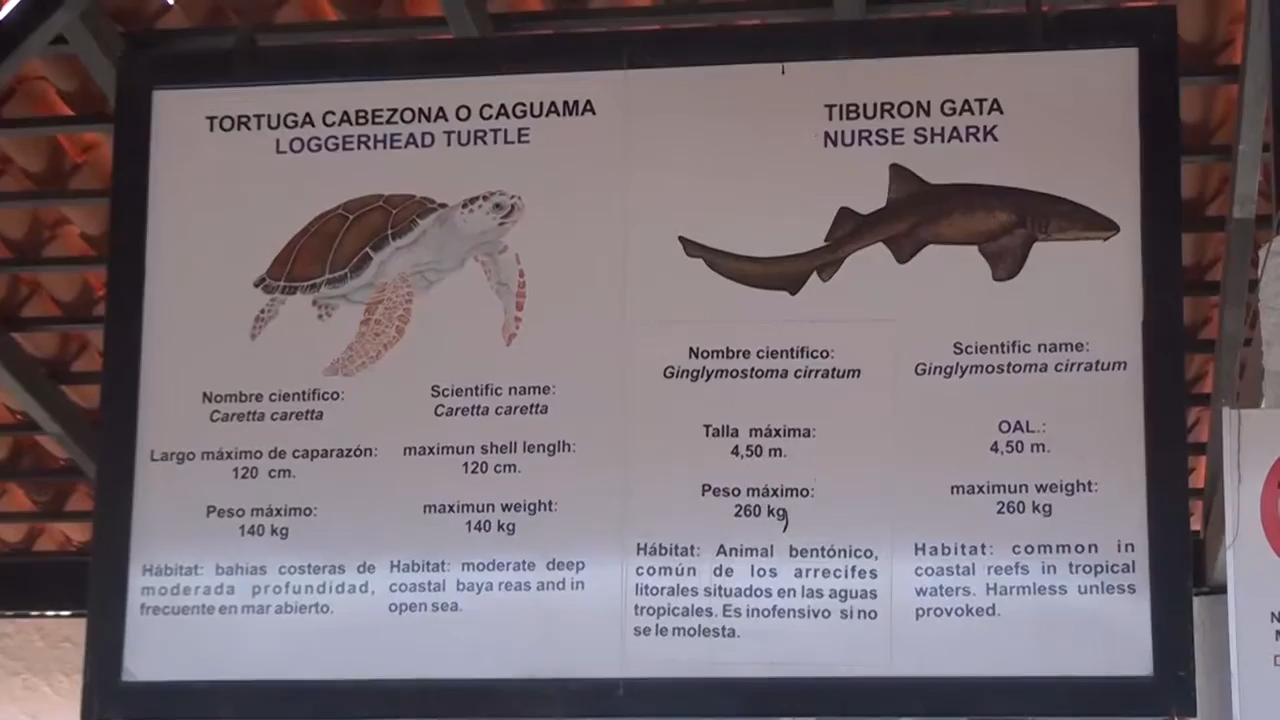 TORTUGA CABEZONA O CAGUAMA
LOGGERHEAD TURTLE
Nombre científico:
Caretta caretta
Largo máximo de caparazón:
120 cm.
Peso máximo:
140 kg
Hábitat: bahias costeras de
moderada profundidad,
frecuente en mar abierto.
Scientific name:
Caretta caretta
maximun shell lenglh:
120 cm.
maximun weight:
140 kg
Habitat: moderate deep
coastal baya reas and in
open sea.
TIBURON GATA
NURSE SHARK
Nombre científico:
Ginglymostoma cirratum
Talla máxima:
4,50 m.
Peso máximo:
260 kg
Hábitat: Animal bentónico,
común de los arrecifes
litorales situados en las aguas
tropicales. Es inofensivo si no
se le molesta.
Scientific name:
Ginglymostoma cirratum
OAL.:
4,50 m.
maximun weight:
260 kg
Habitat: common in
coastal reefs in tropical
waters. Harmless unless
provoked.